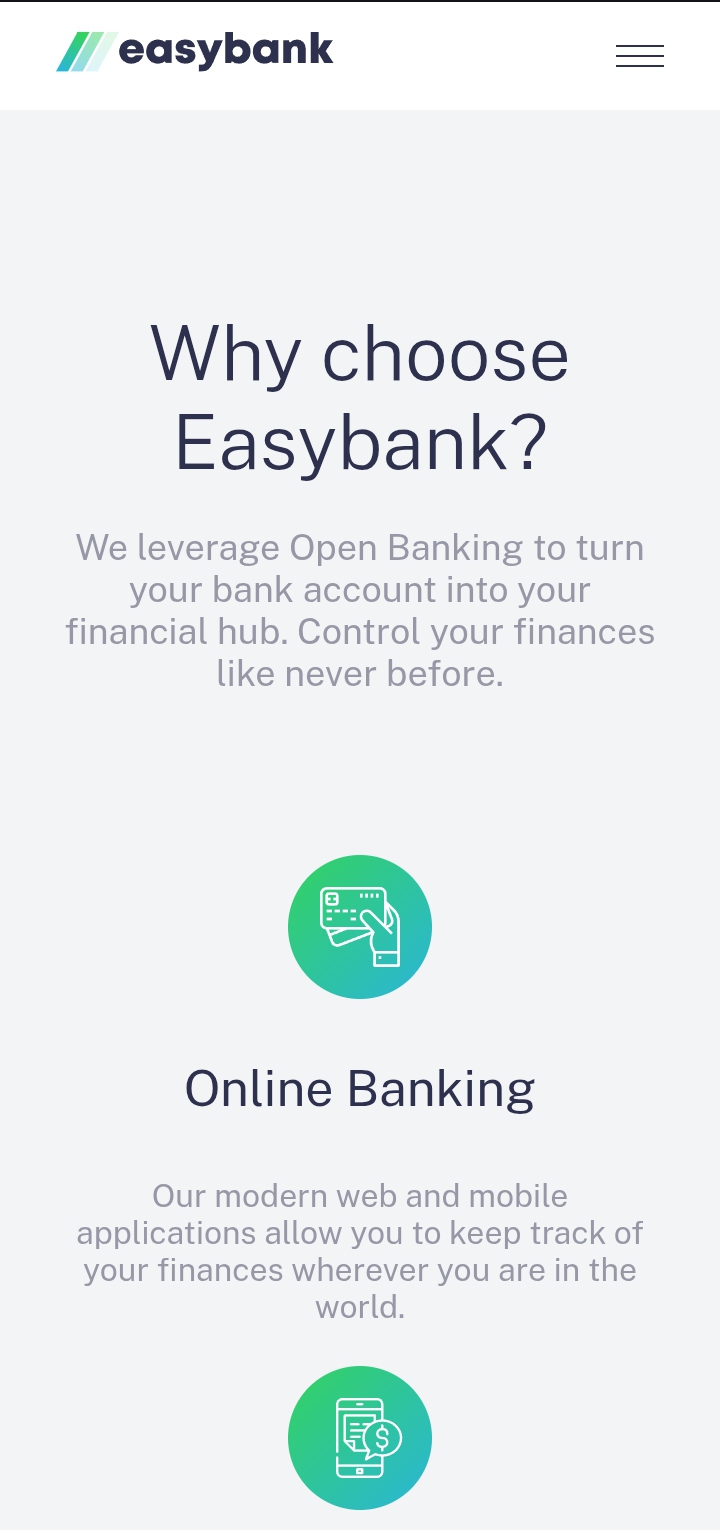 easybank
Why choose
Easybank?
We leverage Open Banking to turn
your bank account into your
financial hub. Control your finances
like never before.
Online Banking
Our modern web and mobile
applications allow you to keep track of
your finances wherever you are in the
world.
$